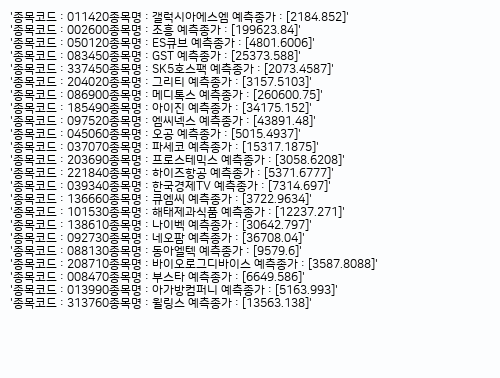 '종목코드 : 011420종목명 : 갤럭시아에스엠 예측종가 : [2184.852]'
'종목코드 : 002600종목명 : 조흥 예측종가 : [199623.84]'
'종목코드 : 050120종목명 : ES큐브 예측종가 : [4801.6006]'
'종목코드 : 083450종목명 : GST 예측종가 : [25373.588]'
'종목코드 : 337450종목명 : SK5호스팩 예측종가 : [2073.4587]'
'종목코드 : 204020종목명 : 그리티 예측종가 : [3157.5103]'
'종목코드 : 086900종목명 : 메디톡스 예측종가 : [260600.75]'
'종목코드 : 185490종목명 : 아이진 예측종가 : [34175.152]'
'종목코드 : 097520종목명 : 엠씨넥스 예측종가 : [43891.48]'
'종목코드 : 045060종목명 : 오공 예측종가 : [5015.4937]'
'종목코드 : 037070종목명 : 파세코 예측종가 : [15317.1875]'
'종목코드 : 203690종목명 : 프로스테믹스 예측종가 : [3058.6208]'
'종목코드 : 221840종목명 : 하이즈항공 예측종가 : [5371.6777]'
'종목코드 : 039340종목명 : 한국경제TV 예측종가 : [7314.697]'
'종목코드 : 136660종목명 : 큐엠씨 예측종가 : [3722.9634]'
'종목코드 : 101530종목명 : 해태제과식품 예측종가 : [12237.271]'
'종목코드 : 138610종목명 : 나이벡 예측종가 : [30642.797]'
'종목코드 : 092730종목명 : 네오팜 예측종가 : [36708.04]'
'종목코드 : 088130종목명 : 동아엘텍 예측종가 : [9579.6]'
'종목코드 : 208710종목명 : 바이오로그디바이스 예측종가 : [3587.8088]'
'종목코드 : 008470종목명 : 부스타 예측종가 : [6649.586]'
'종목코드 : 013990종목명 : 아가방컴퍼니 예측종가 : [5163.993]'
'종목코드 : 313760종목명 : 윌링스 예측종가 : [13563.138]'